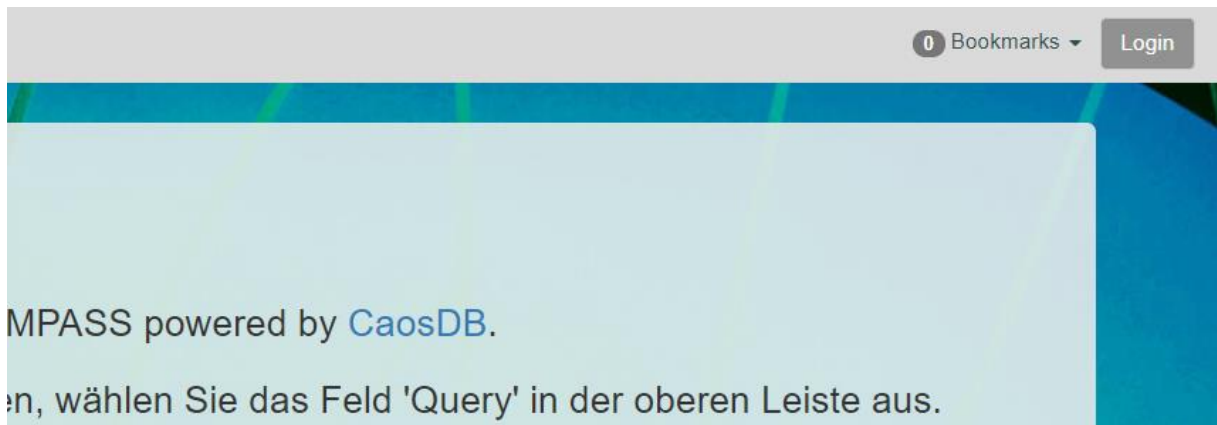 0 Bookmarks Login
MPASS powered by CaosDB.
en, wählen Sie das Feld 'Query' in der oberen Leiste aus.